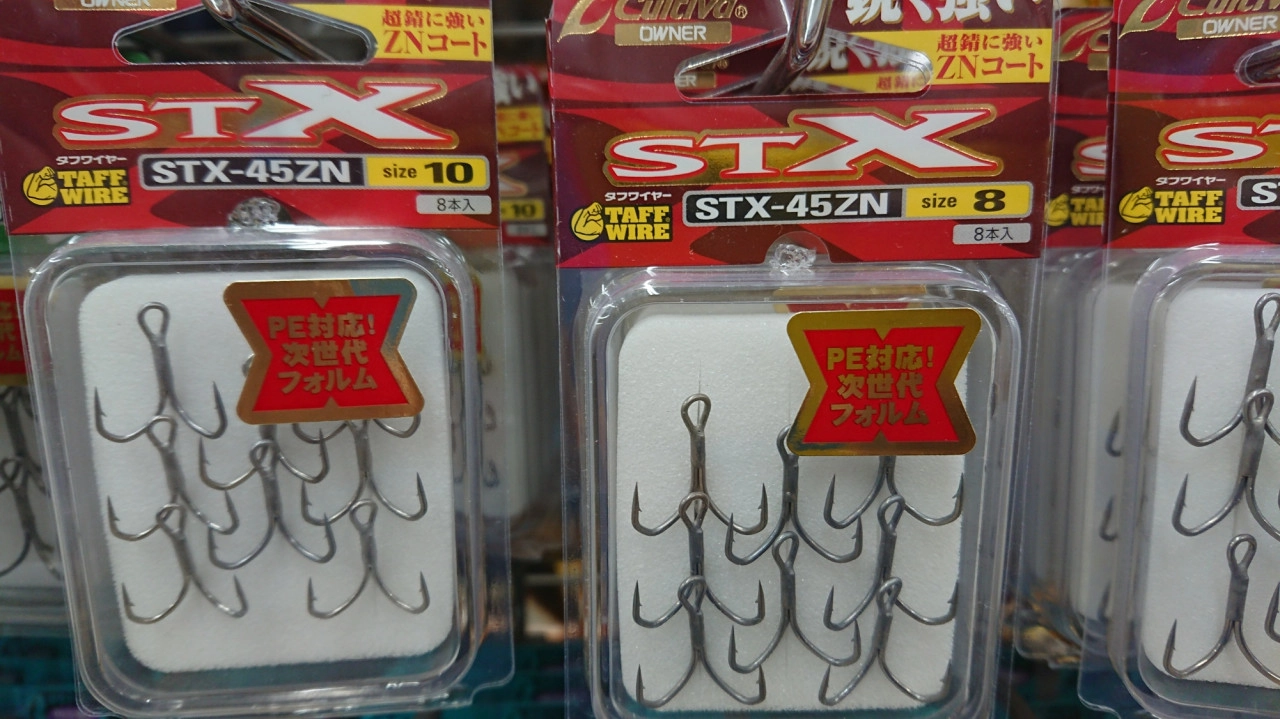 OWNER
超錆に強い
ZNコート
STX
タフワイヤー
TAFF
WIRE
STX-45ZN size 10
8本入
PE対応!
次世代
フォルム
Cultiva®
OWNER
鋭く強い
超錆に強い
ZNコート
STX
タフワイヤー
TAFF
WIRE
STX-45ZN size 8
8本入
PE対応!
次世代
フォルム
Cultiva
OWNER
タフワイヤー
TAFF
WIRE